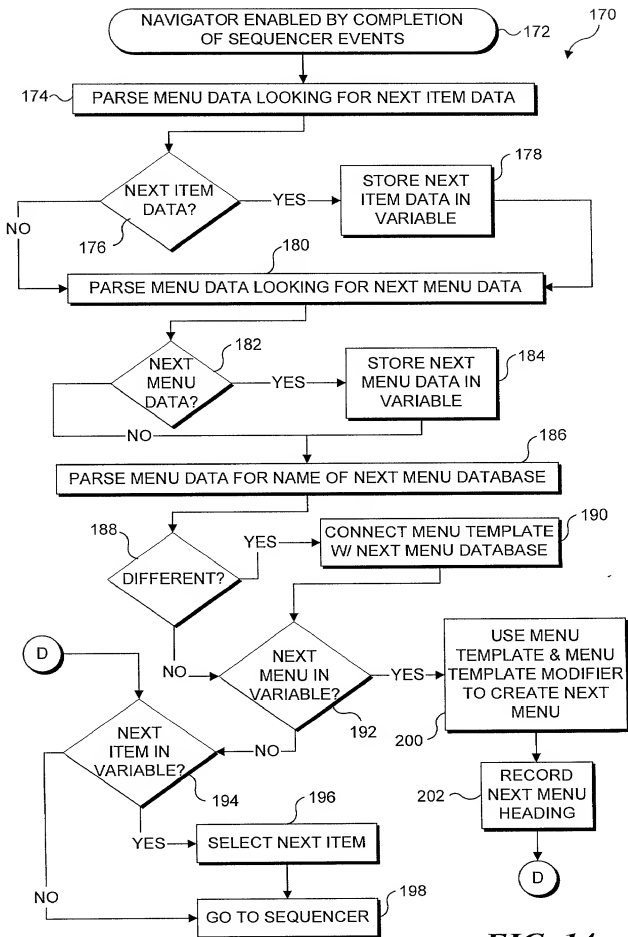 NAVIGATOR ENABLED BY COMPLETION
OF SEQUENCER EVENTS
172
170
174
PARSE MENU DATA LOOKING FOR NEXT ITEM DATA
NEXT ITEM
DATA?
176
YES
STORE NEXT
ITEM DATA IN
VARIABLE
178
NO
180
PARSE MENU DATA LOOKING FOR NEXT MENU DATA
NEXT
MENU
DATA?
182
YES
STORE NEXT
MENU DATA IN
VARIABLE
184
NO
186
PARSE MENU DATA FOR NAME OF NEXT MENU DATABASE
188
DIFFERENT?
YES
CONNECT MENU TEMPLATE
W/ NEXT MENU DATABASE
190
NO
D
NEXT
MENU IN
VARIABLE?
192
YES
USE MENU
TEMPLATE & MENU
TEMPLATE MODIFIER
TO CREATE NEXT
MENU
200
NO
NEXT
ITEM IN
VARIABLE?
194
202
RECORD
NEXT MENU
HEADING
D
YES
196
SELECT NEXT ITEM
NO
198
GO TO SEQUENCER
FIG. 14